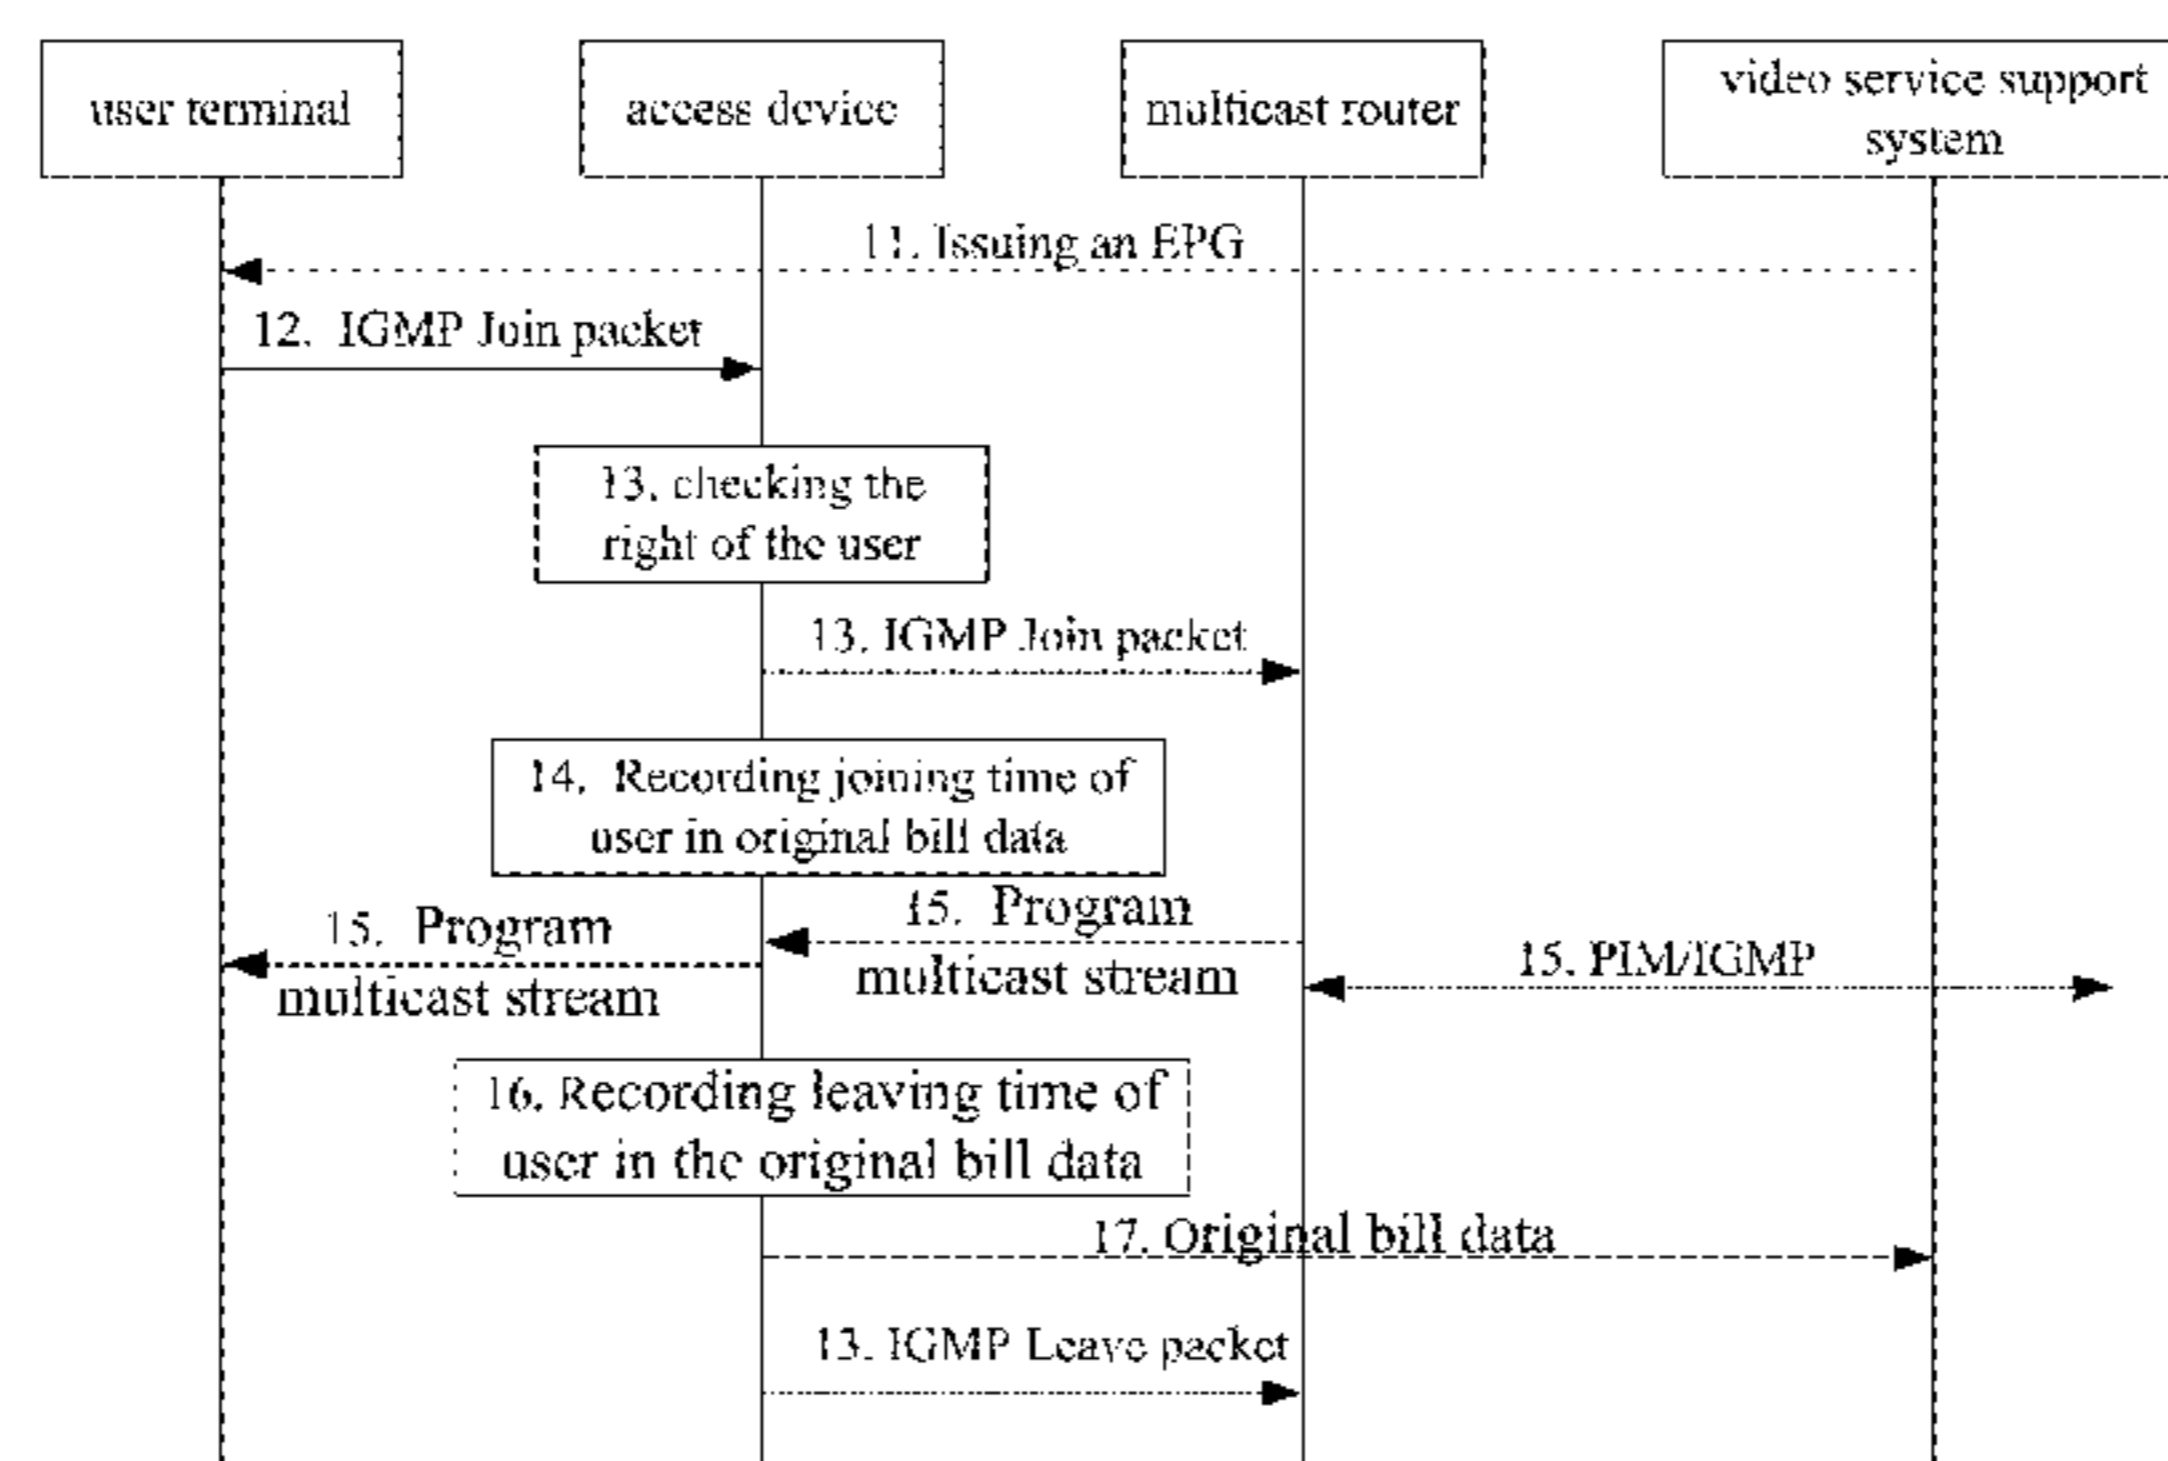 user terminal
access device
multicast router
video service support
system
11. Issuing an EPG
12. IGMP Join packet
13. checking the
right of the user
13. IGMP Join packet
14. Recording joining time of
user in original bill data
15. Program
multicast stream
15. Program
multicast stream
15. PIM/IGMP
16. Recording leaving time of
user in the original bill data
17. Original bill data
13. IGMP Leave packet